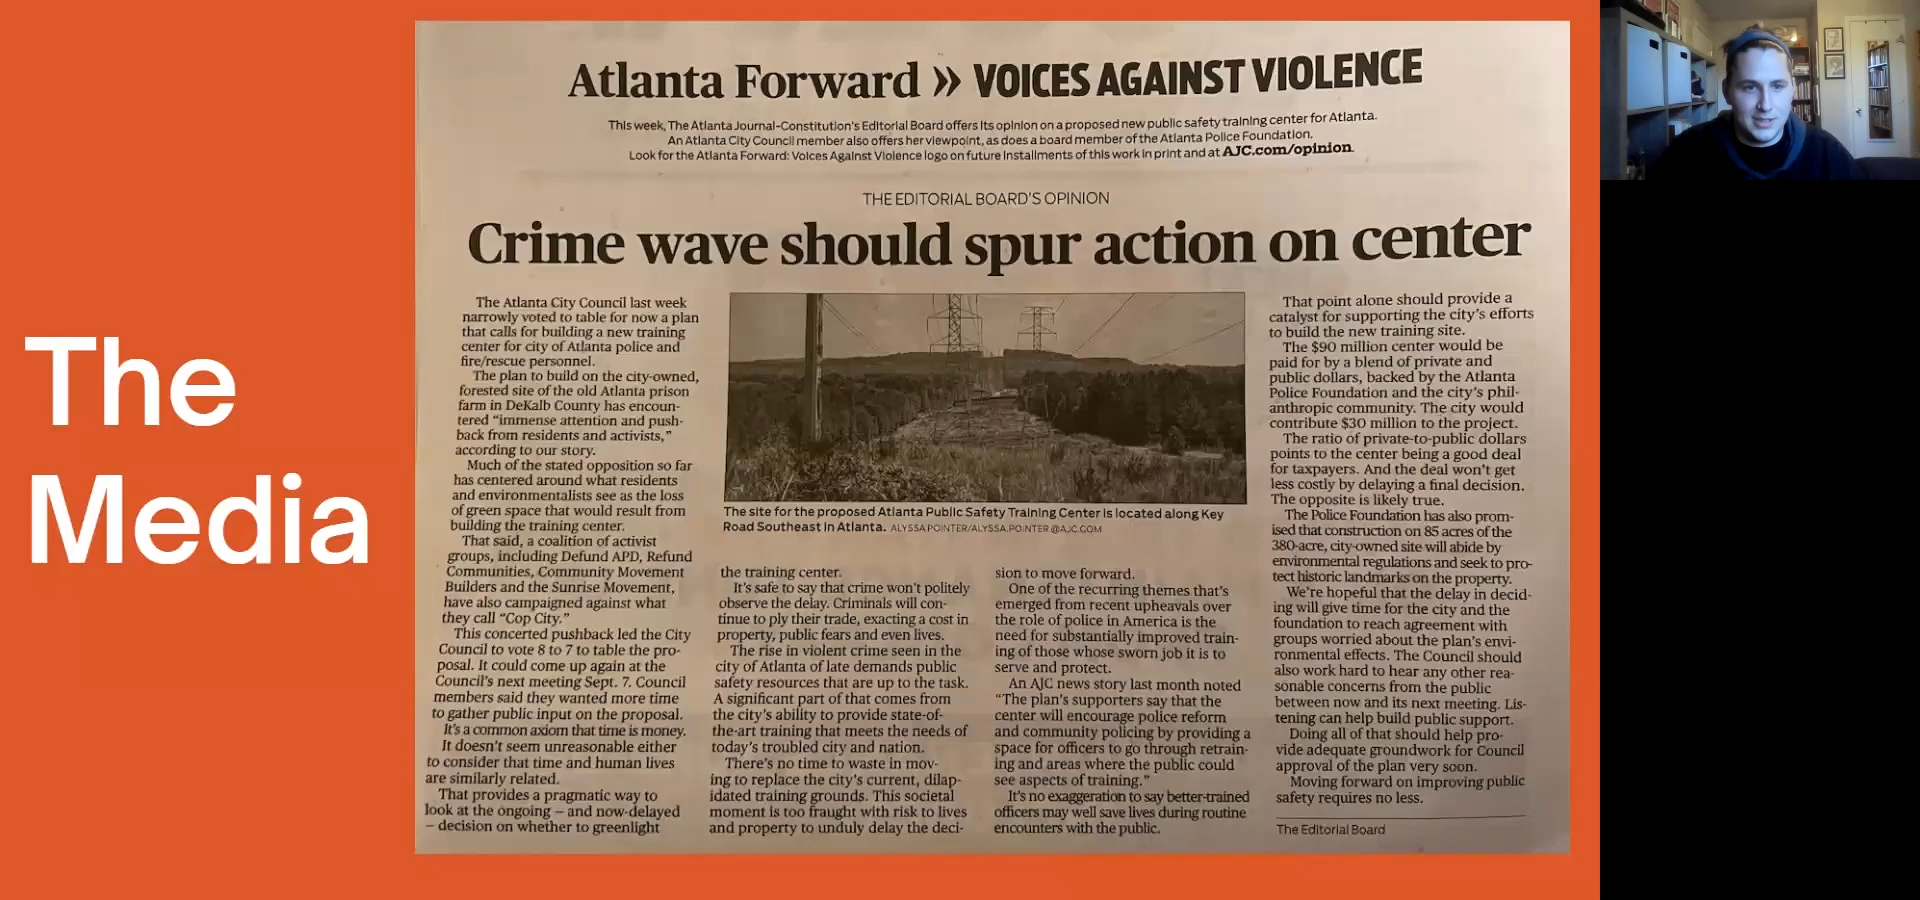 The
Media
Atlanta Forward » VOICES AGAINST VIOLENCE
This week, The Atlanta Journal-Constitution's Editorial Board offers its opinion on a proposed new public safety training center for Atlanta.
An Atlanta City Council member also offers her viewpoint, as does a board member of the Atlanta Police Foundation.
Look for the Atlanta Forward: Voices Against Violence logo on future installments of this work in print and at AJC.com/opinion.
THE EDITORIAL BOARD'S OPINION
Crime wave should spur action on center
The Atlanta City Council last week
narrowly voted to table for now a plan
that calls for building a new training
center for city of Atlanta police and
fire/rescue personnel.
The plan to build on the city-owned,
forested site of the old Atlanta prison
farm in DeKalb County has encoun-
tered “immense attention and push-
back from residents and activists,”
according to our story.
Much of the stated opposition so far
has centered around what residents
and environmentalists see as the loss
of green space that would result from
building the training center.
That said, a coalition of activist
groups, including Defund APD, Refund
Communities, Community Movement
Builders and the Sunrise Movement,
have also campaigned against what
they call “Cop City.”
This concerted pushback led the City
Council to vote 8 to 7 to table the pro-
posal. It could come up again at the
Council's next meeting Sept. 7. Council
members said they wanted more time
to gather public input on the proposal.
It's a common axiom that time is money.
It doesn't seem unreasonable either
to consider that time and human lives
are similarly related.
That provides a pragmatic way to
look at the ongoing – and now-delayed
– decision on whether to greenlight
The site for the proposed Atlanta Public Safety Training Center is located along Key
Road Southeast in Atlanta. ALYSSA POINTER/ALYSSA.POINTER@AJC.COM
the training center.
It's safe to say that crime won't politely
observe the delay. Criminals will con-
tinue to ply their trade, exacting a cost in
property, public fears and even lives.
The rise in violent crime seen in the
city of Atlanta of late demands public
safety resources that are up to the task.
A significant part of that comes from
the city's ability to provide state-of-
the-art training that meets the needs of
today's troubled city and nation.
There's no time to waste in mov-
ing to replace the city's current, dilap-
idated training grounds. This societal
moment is too fraught with risk to lives
and property to unduly delay the deci-
sion to move forward.
One of the recurring themes that's
emerged from recent upheavals over
the role of police in America is the
need for substantially improved train-
ing of those whose sworn job it is to
serve and protect.
An AJC news story last month noted
“The plan's supporters say that the
center will encourage police reform
and community policing by providing a
space for officers to go through retrain-
ing and areas where the public could
see aspects of training.”
It's no exaggeration to say better-trained
officers may well save lives during routine
encounters with the public.
That point alone should provide a
catalyst for supporting the city's efforts
to build the new training site.
The $90 million center would be
paid for by a blend of private and
public dollars, backed by the Atlanta
Police Foundation and the city's phil-
anthropic community. The city would
contribute $30 million to the project.
The ratio of private-to-public dollars
points to the center being a good deal
for taxpayers. And the deal won't get
less costly by delaying a final decision.
The opposite is likely true.
The Police Foundation has also prom-
ised that construction on 85 acres of the
380-acre, city-owned site will abide by
environmental regulations and seek to pro-
tect historic landmarks on the property.
We're hopeful that the delay in decid-
ing will give time for the city and the
foundation to reach agreement with
groups worried about the plan's envi-
ronmental effects. The Council should
also work hard to hear any other rea-
sonable concerns from the public
between now and its next meeting. Lis-
tening can help build public support.
Doing all of that should help pro-
vide adequate groundwork for Council
approval of the plan very soon.
Moving forward on improving public
safety requires no less.
The Editorial Board